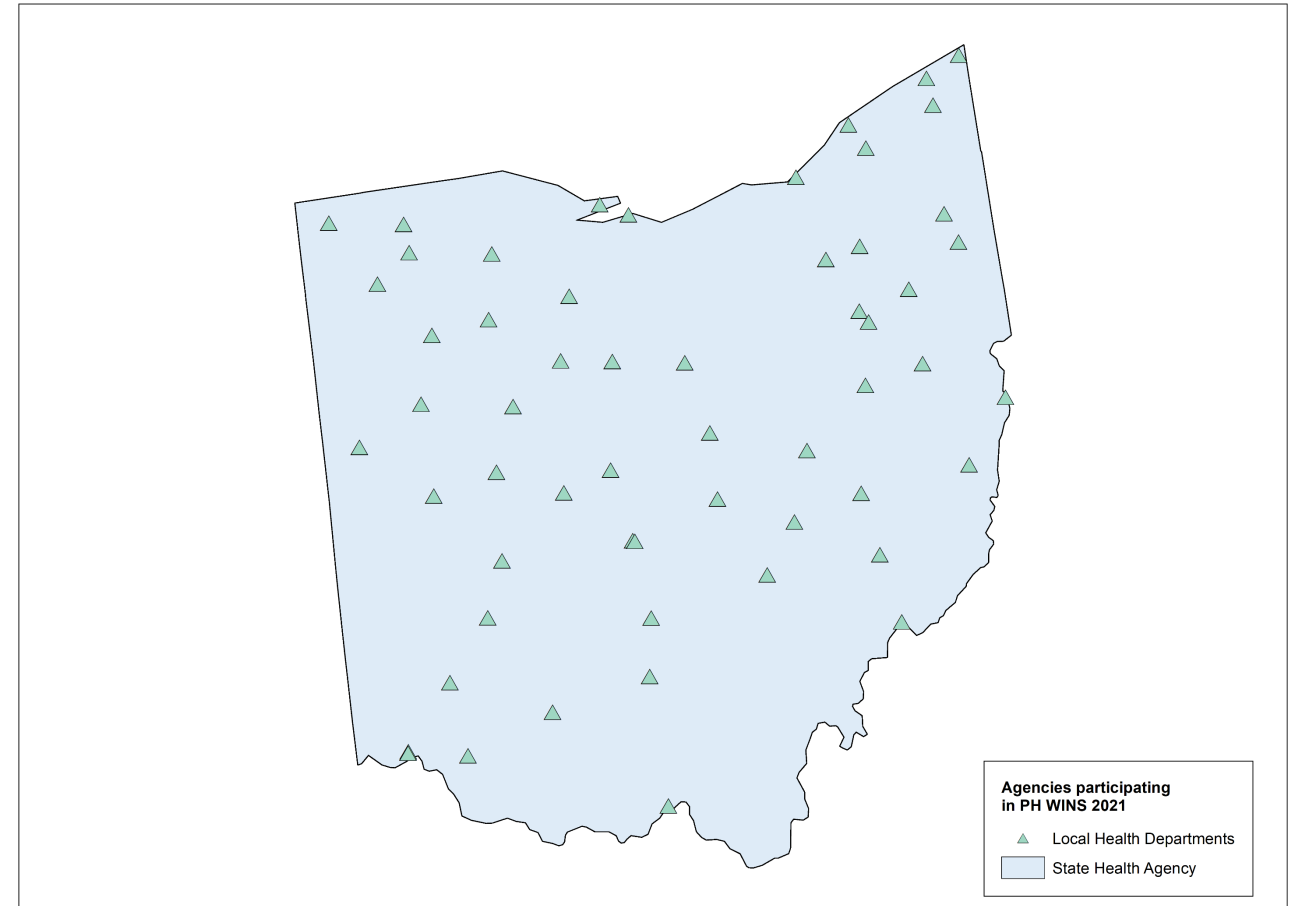 Agencies participating
in PH WINS 2021
Local Health Departments
State Health Agency